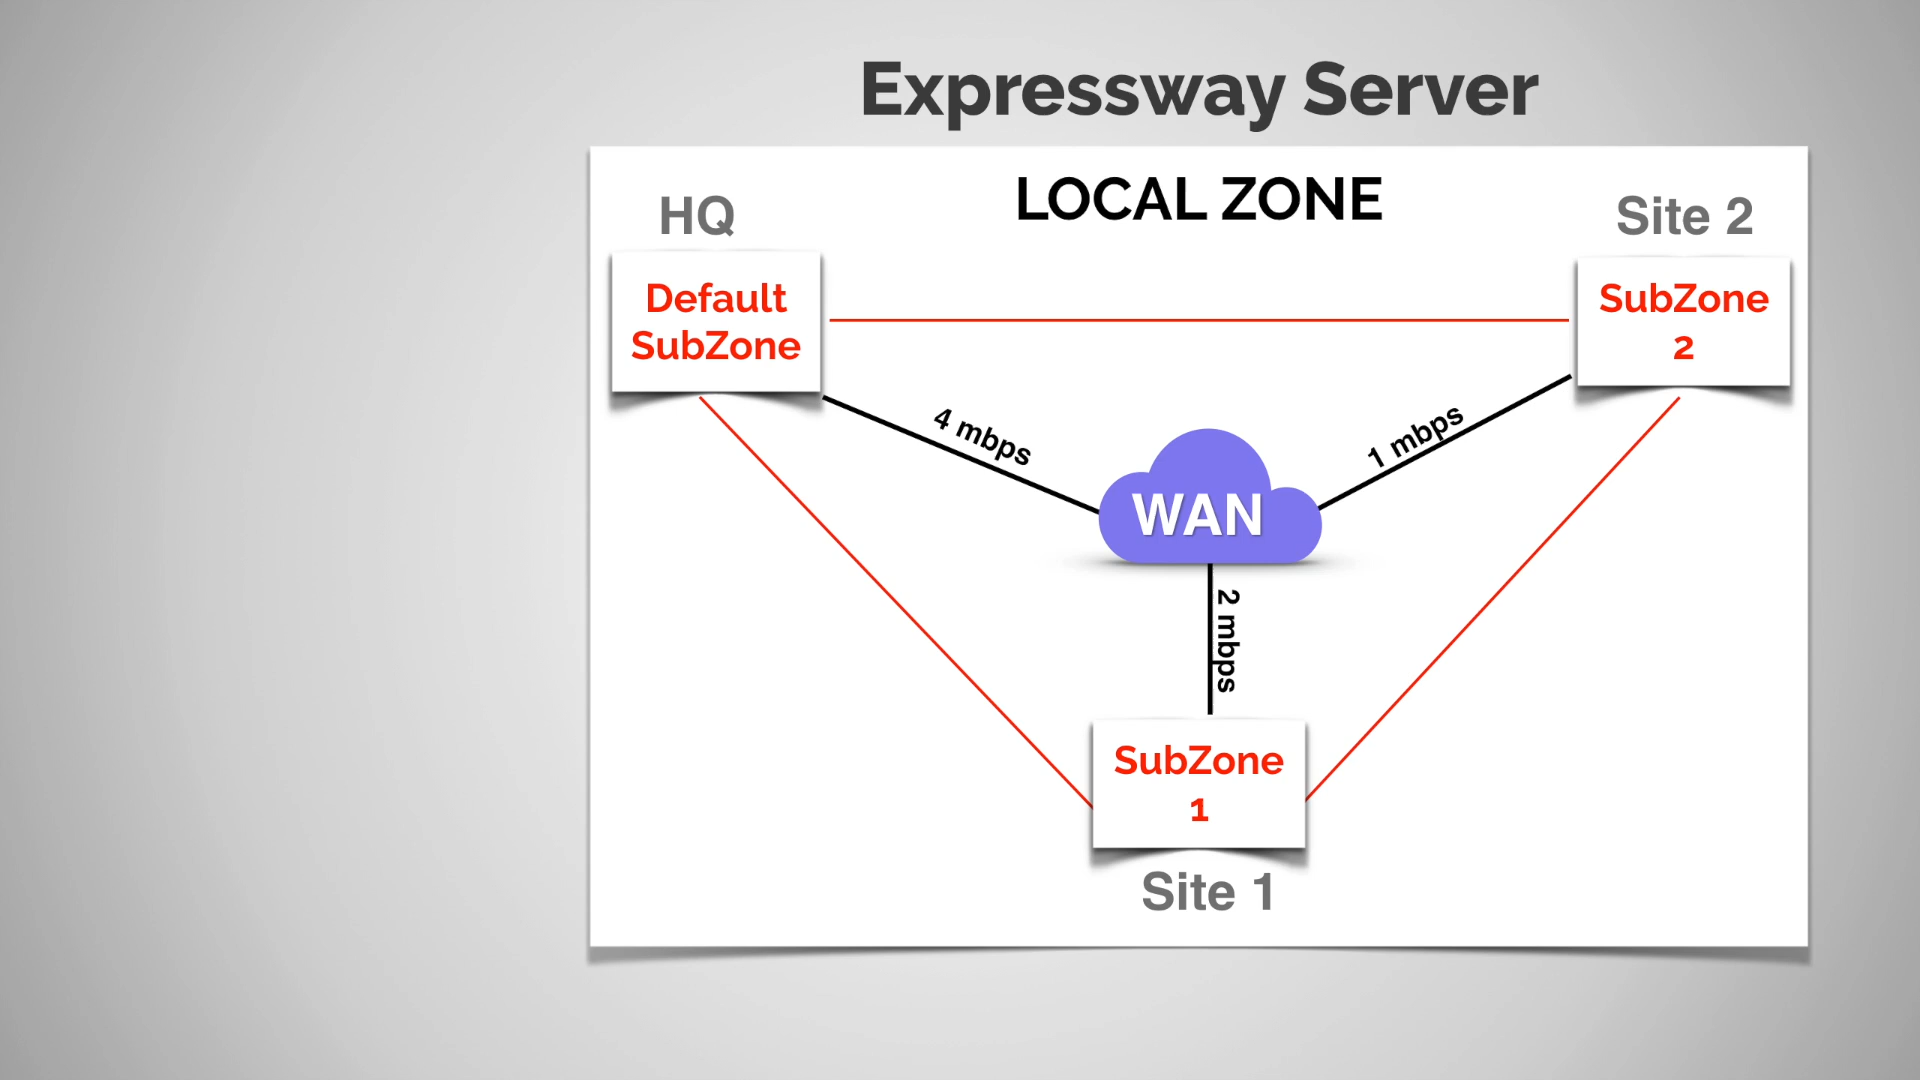 Expressway Server
LOCAL ZONE
HQ
Default
SubZone
Site 2
SubZone
2
4 mbps
1 mbps
WAN
2 mbps
SubZone
1
Site 1